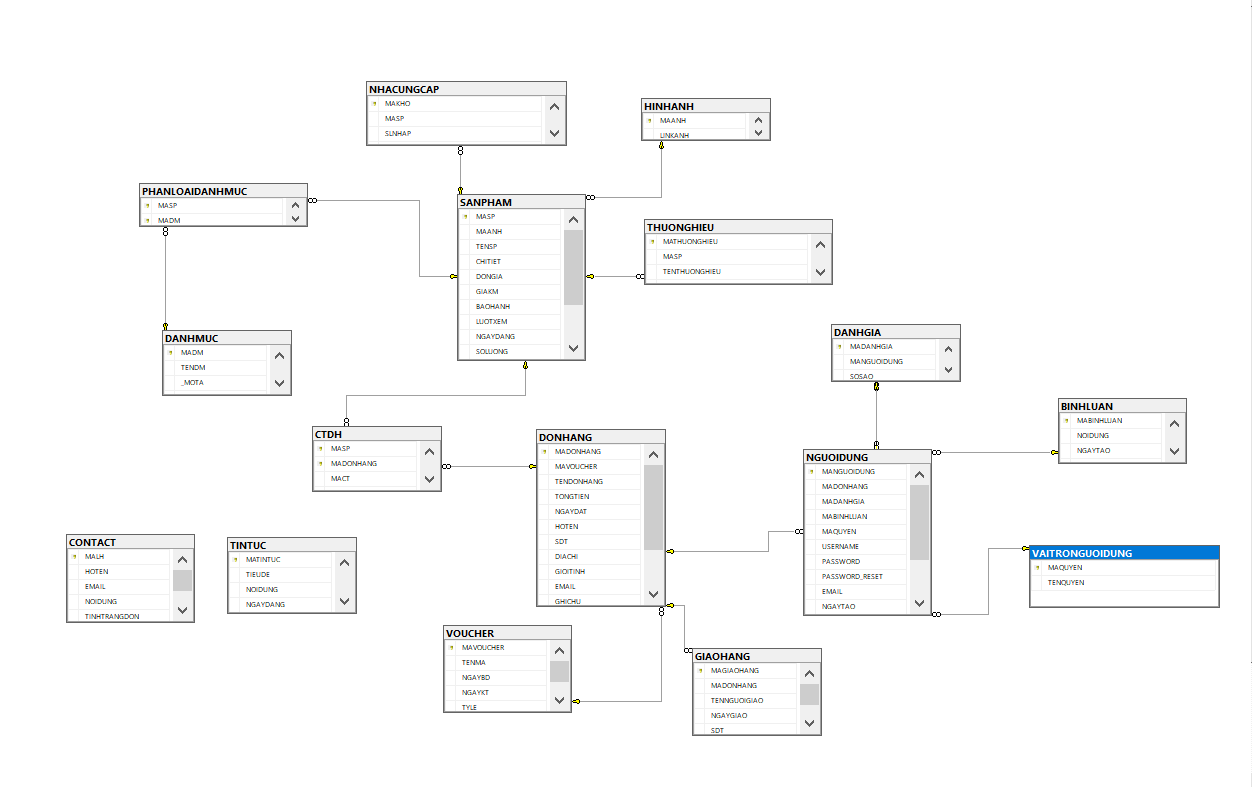 NHACUNGCAP
MAKHO
MASP
SLNHAP
HINHANH
MAANH
LINKANH
PHANLOAIDANHMUC
MASP
MADM
SANPHAM
MASP
MAANH
TENSP
CHITIET
DONGIA
GIAKM
BAOHANH
LUOTXEM
NGAYDANG
SOLUONG
THUONGHIEU
MATHUONGHIEU
MASP
TENTHUONGHIEU
DANHMUC
MADM
TENDM
_MOTA
DANHGIA
MADANHGIA
MANGUOIDUNG
SOSAO
BINHLUAN
MABINHLUAN
NOIDUNG
NGAYTAO
CTDH
MASP
MADONHANG
MACT
DONHANG
MADONHANG
MAVOUCHER
TENDONHANG
TONGTIEN
NGAYDAT
HOTEN
SDT
DIACHI
GIOITINH
EMAIL
GHICHU
NGUOIDUNG
MANGUOIDUNG
MADONHANG
MADANHGIA
MABINHLUAN
MAQUYEN
USERNAME
PASSWORD
PASSWORD_RESET
EMAIL
NGAYTAO
CONTACT
MALH
HOTEN
EMAIL
NOIDUNG
TINHTRANGDON
TINTUC
MATINTUC
TIEUDE
NOIDUNG
NGAYDANG
VAITRONGUOIDUNG
MAQUYEN
TENQUYEN
VOUCHER
MAVOUCHER
TENMA
NGAYBD
NGAYKT
TYLE
GIAOHANG
MAGIAOHANG
MADONHANG
TENNGUOIGIAO
NGAYGIAO
SDT